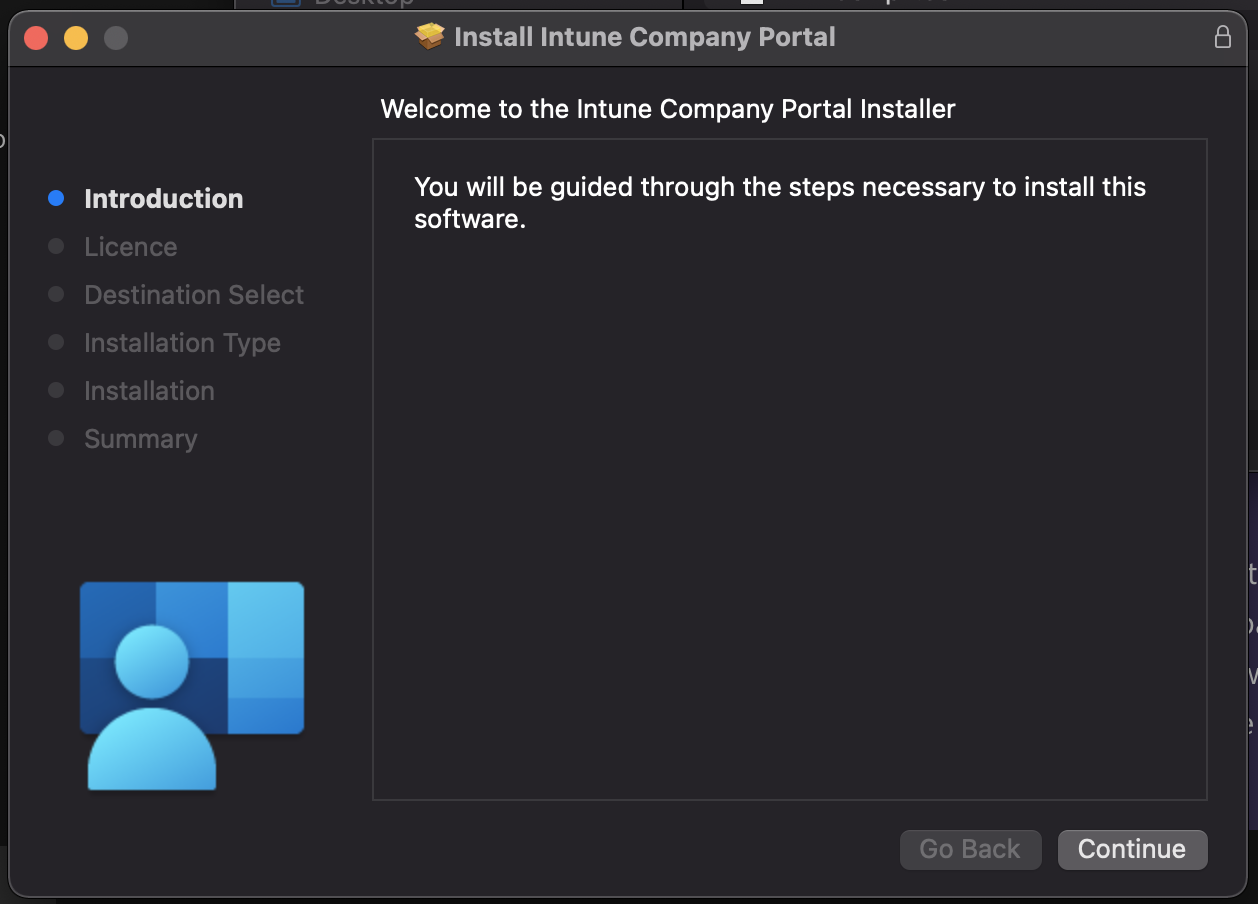 Desktop
Install Intune Company Portal
Welcome to the Intune Company Portal Installer
Introduction
Licence
Destination Select
Installation Type
Installation
Summary
You will be guided through the steps necessary to install this
software.
Go Back
Continue